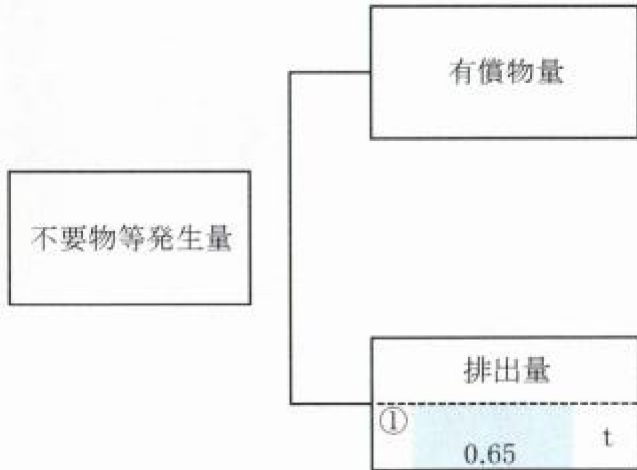 有償物量
不要物等発生量
排出量
① t
0.65